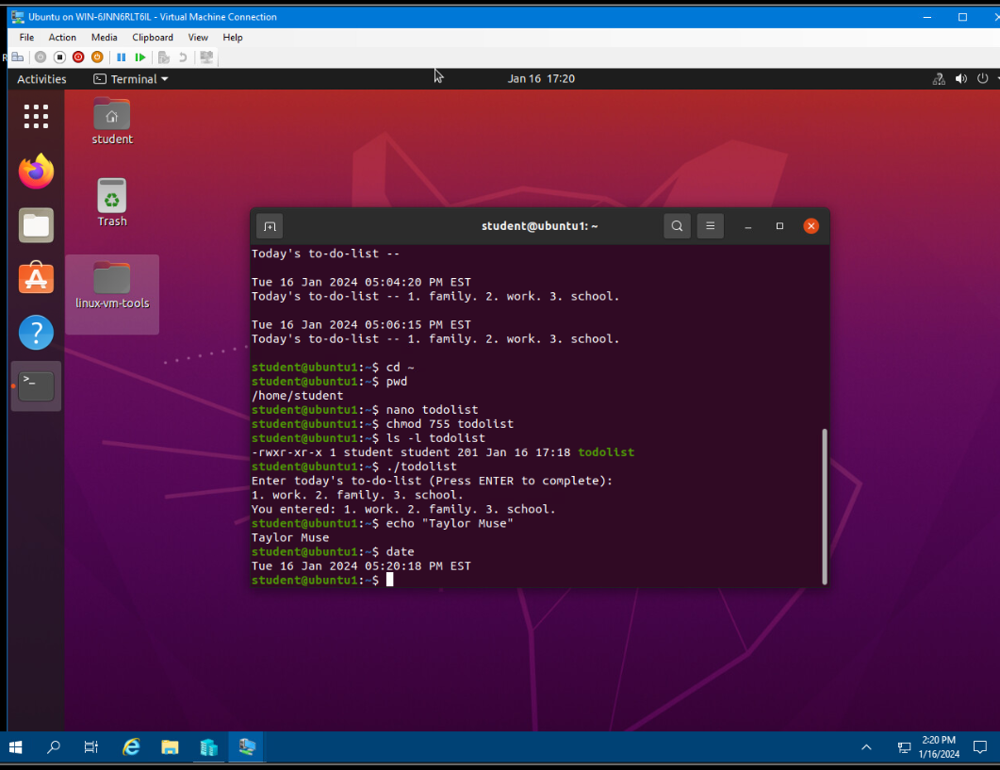 Ubuntu on WIN-6JNN6RLT6IL - Virtual Machine Connection
File Action Media Clipboard View Help
Activities Terminal Jan 16 17:20
student
Trash
linux-vm-tools
student@ubuntu1: ~
Today's to-do-list --
Tue 16 Jan 2024 05:04:20 PM EST
Today's to-do-list -- 1. family. 2. work. 3. school.
Tue 16 Jan 2024 05:06:15 PM EST
Today's to-do-list -- 1. family. 2. work. 3. school.
student@ubuntu1:~$ cd ~
student@ubuntu1:~$ pwd
/home/student
student@ubuntu1:~$ nano todolist
student@ubuntu1:~$ chmod 755 todolist
student@ubuntu1:~$ ls -l todolist
-rwxr-xr-x 1 student student 201 Jan 16 17:18 todolist
student@ubuntu1:~$ ./todolist
Enter today's to-do-list (Press ENTER to complete):
1. work. 2. family. 3. school.
You entered: 1. work. 2. family. 3. school.
student@ubuntu1:~$ echo "Taylor Muse"
Taylor Muse
student@ubuntu1:~$ date
Tue 16 Jan 2024 05:20:18 PM EST
student@ubuntu1:~$
2:20 PM
1/16/2024